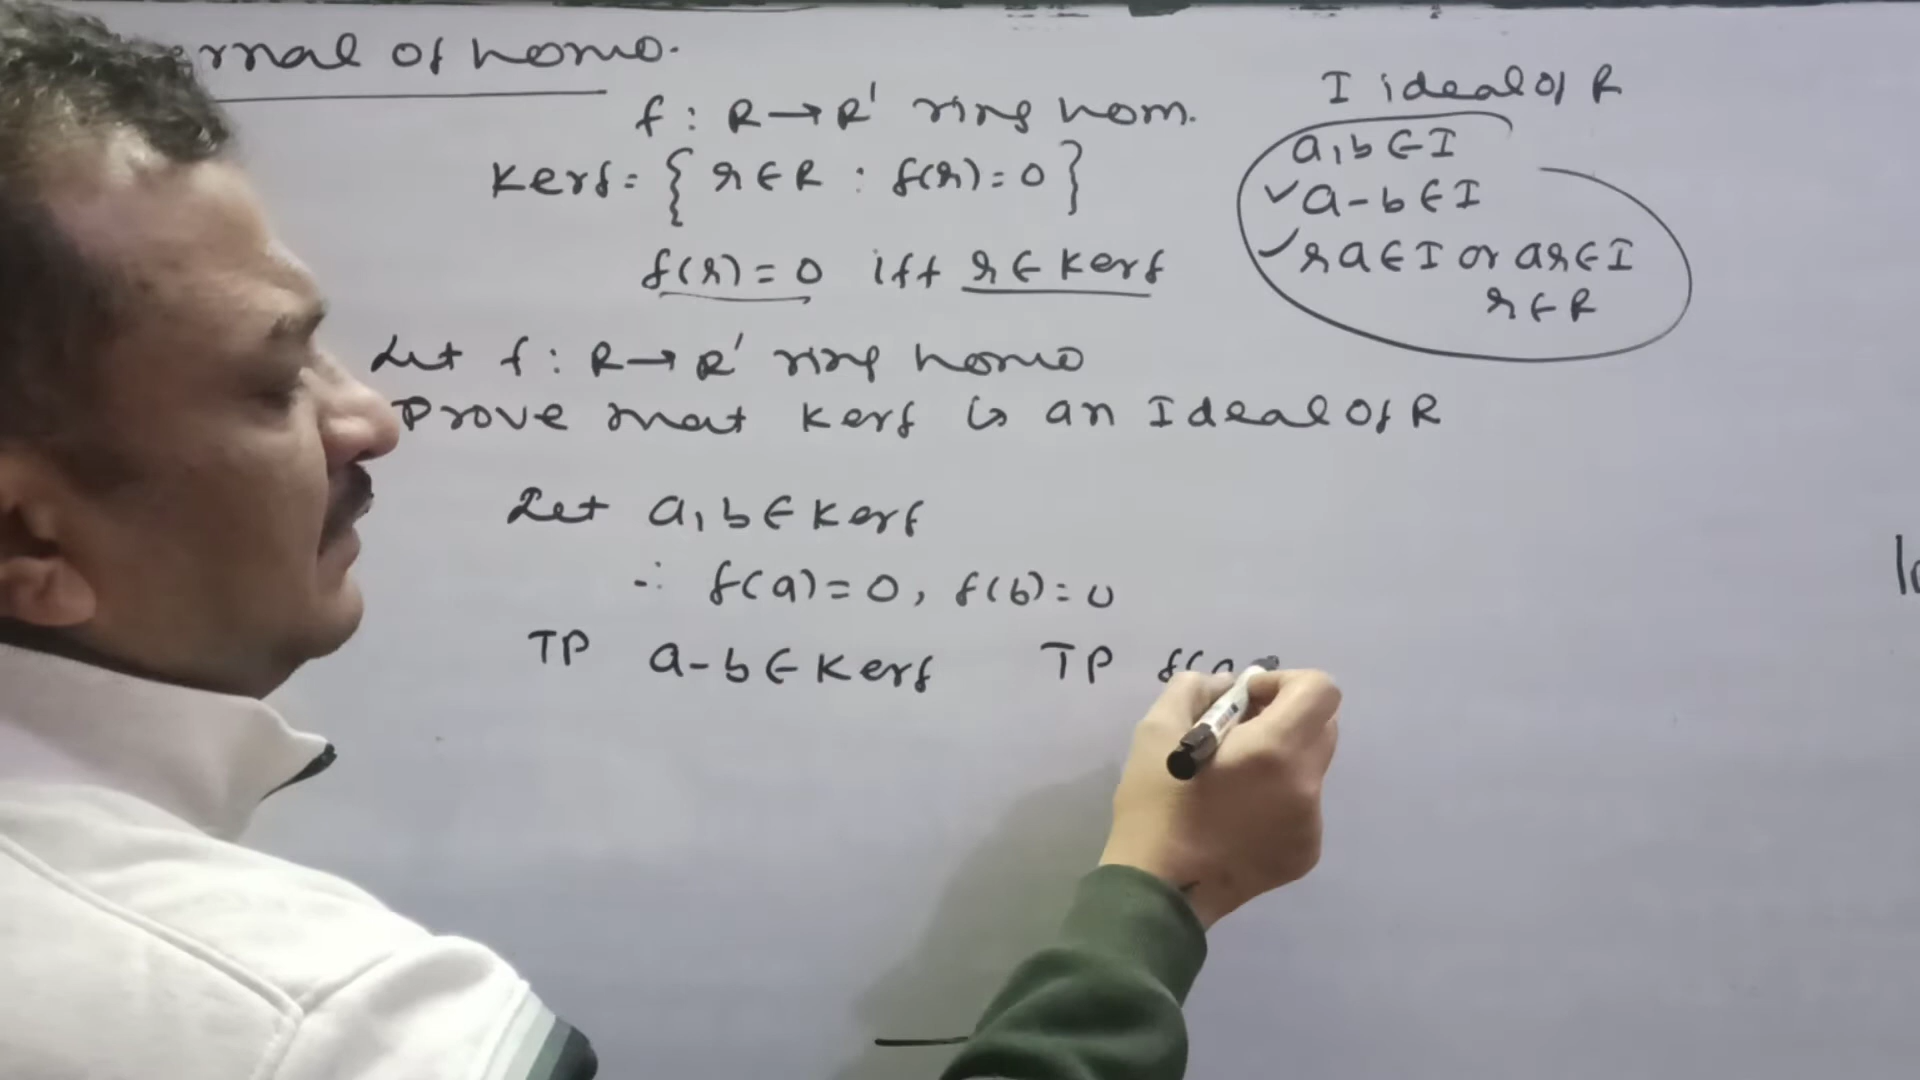 ernal of homo.
f : R→R' ring hom.
Kerf = { r∈R : f(r)=0 }
f(r)=0 iff r∈Kerf
I ideal of R
a,b∈I
✓a-b∈I
✓ra∈I or ar∈I
r∈R
Let f : R→R' ring homo
Prove that Kerf is an Ideal of R
Let a,b∈Kerf
∴ f(a)=0, f(b)=0
TP a-b∈Kerf TP f(a